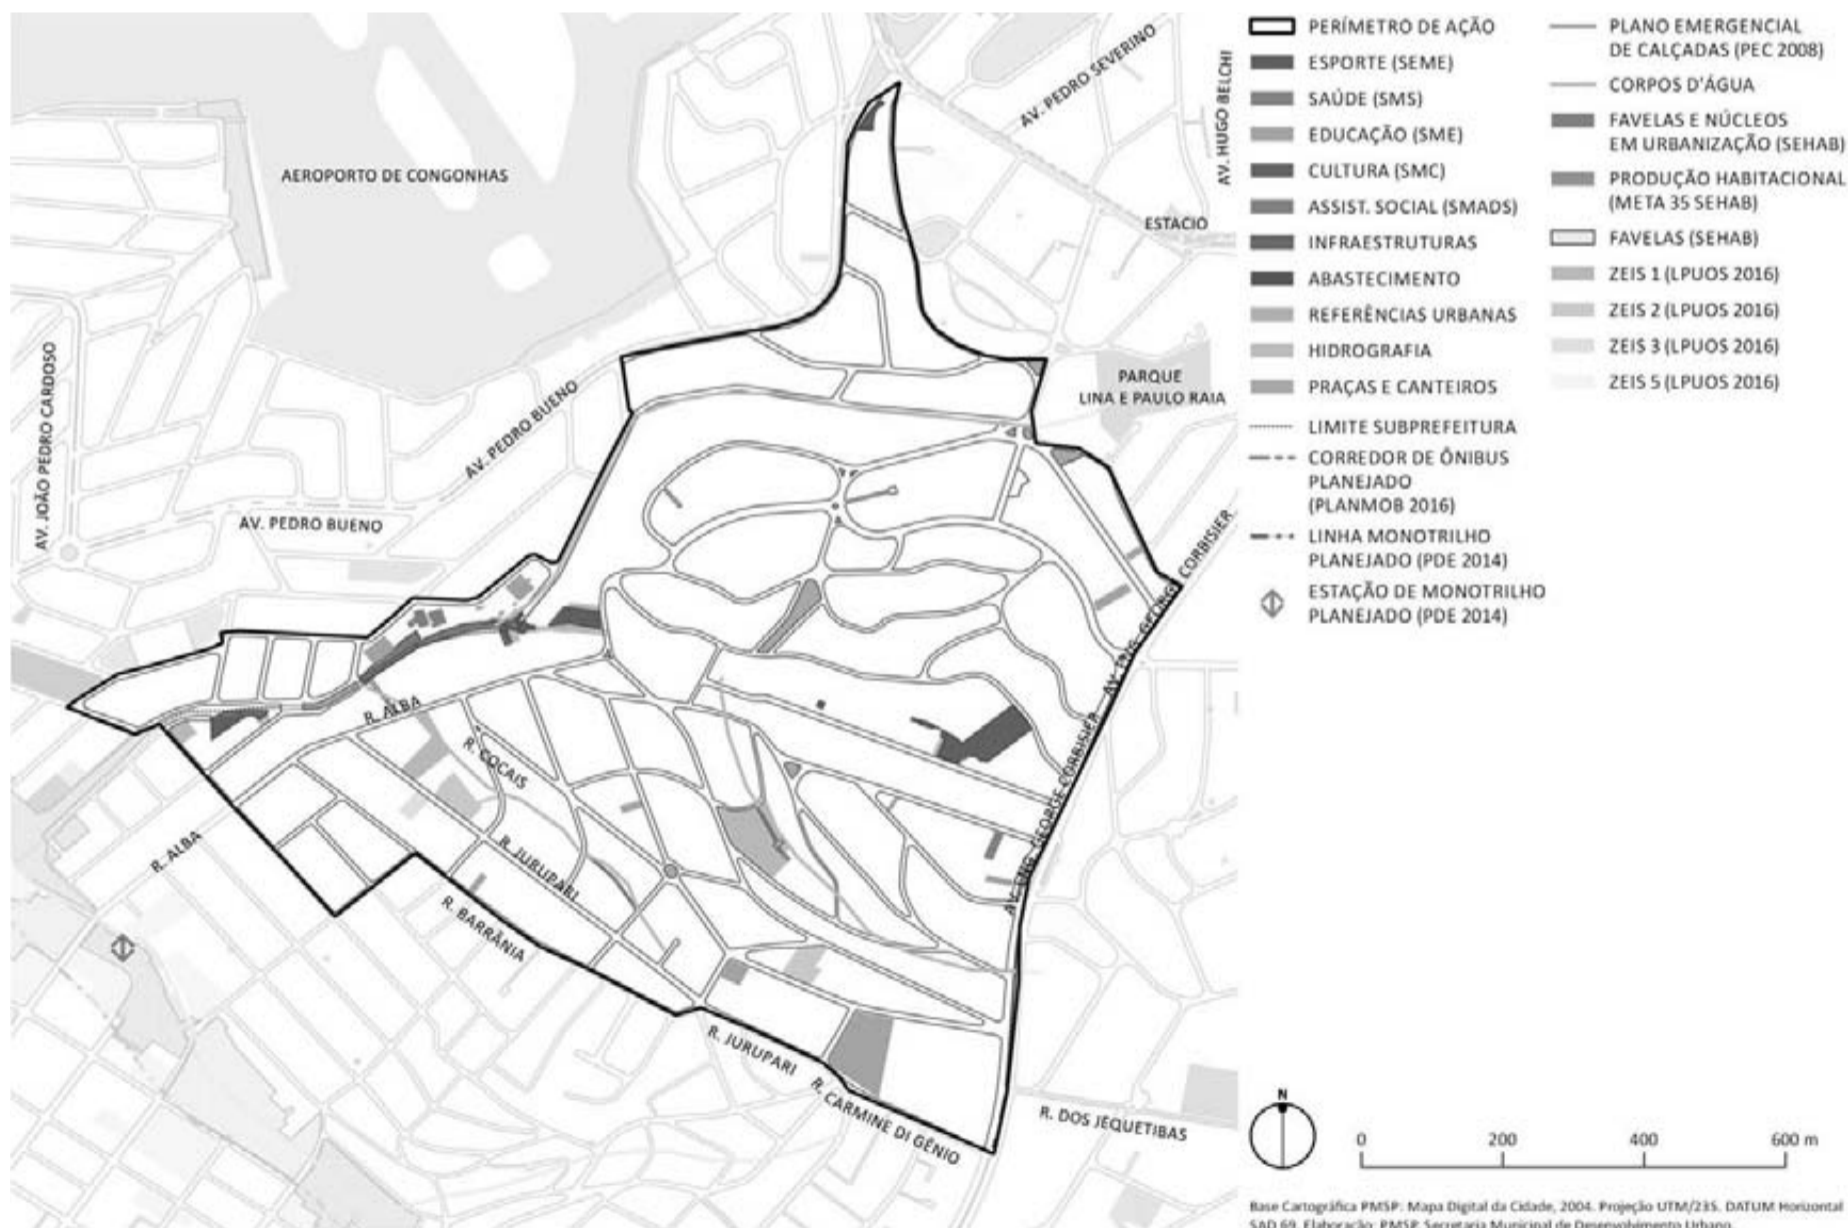 AV. PEDRO SEVERINO
AV. HUGO BELCHI
AEROPORTO DE CONGONHAS
ESTACIO
AV. JOÃO PEDRO CARDOSO
PARQUE
LINA E PAULO RAIA
AV. PEDRO BUENO
AV. PEDRO BUENO
AV. ENG. GEORGE CORBISIER
R. ALBA
R. COCAIS
AV. ENG. GEORGE CORBISIER
R. ALBA
R. JURUPARI
R. BARRÂNIA
R. JURUPARI
R. CARMINE DI GÊNIO
R. DOS JEQUETIBAS
PERÍMETRO DE AÇÃO
ESPORTE (SEME)
SAÚDE (SMS)
EDUCAÇÃO (SME)
CULTURA (SMC)
ASSIST. SOCIAL (SMADS)
INFRAESTRUTURAS
ABASTECIMENTO
REFERÊNCIAS URBANAS
HIDROGRAFIA
PRAÇAS E CANTEIROS
LIMITE SUBPREFEITURA
CORREDOR DE ÔNIBUS
PLANEJADO
(PLANMOB 2016)
LINHA MONOTRILHO
PLANEJADO (PDE 2014)
ESTAÇÃO DE MONOTRILHO
PLANEJADO (PDE 2014)
PLANO EMERGENCIAL
DE CALÇADAS (PEC 2008)
CORPOS D'ÁGUA
FAVELAS E NÚCLEOS
EM URBANIZAÇÃO (SEHAB)
PRODUÇÃO HABITACIONAL
(META 35 SEHAB)
FAVELAS (SEHAB)
ZEIS 1 (LPUOS 2016)
ZEIS 2 (LPUOS 2016)
ZEIS 3 (LPUOS 2016)
ZEIS 5 (LPUOS 2016)
N
0 200 400 600 m
Base Cartográfica PMSP: Mapa Digital da Cidade, 2004. Projeção UTM/23S. DATUM Horizontal
SAD 69. Elaboração: PMSP. Secretaria Municipal de Desenvolvimento Urbano